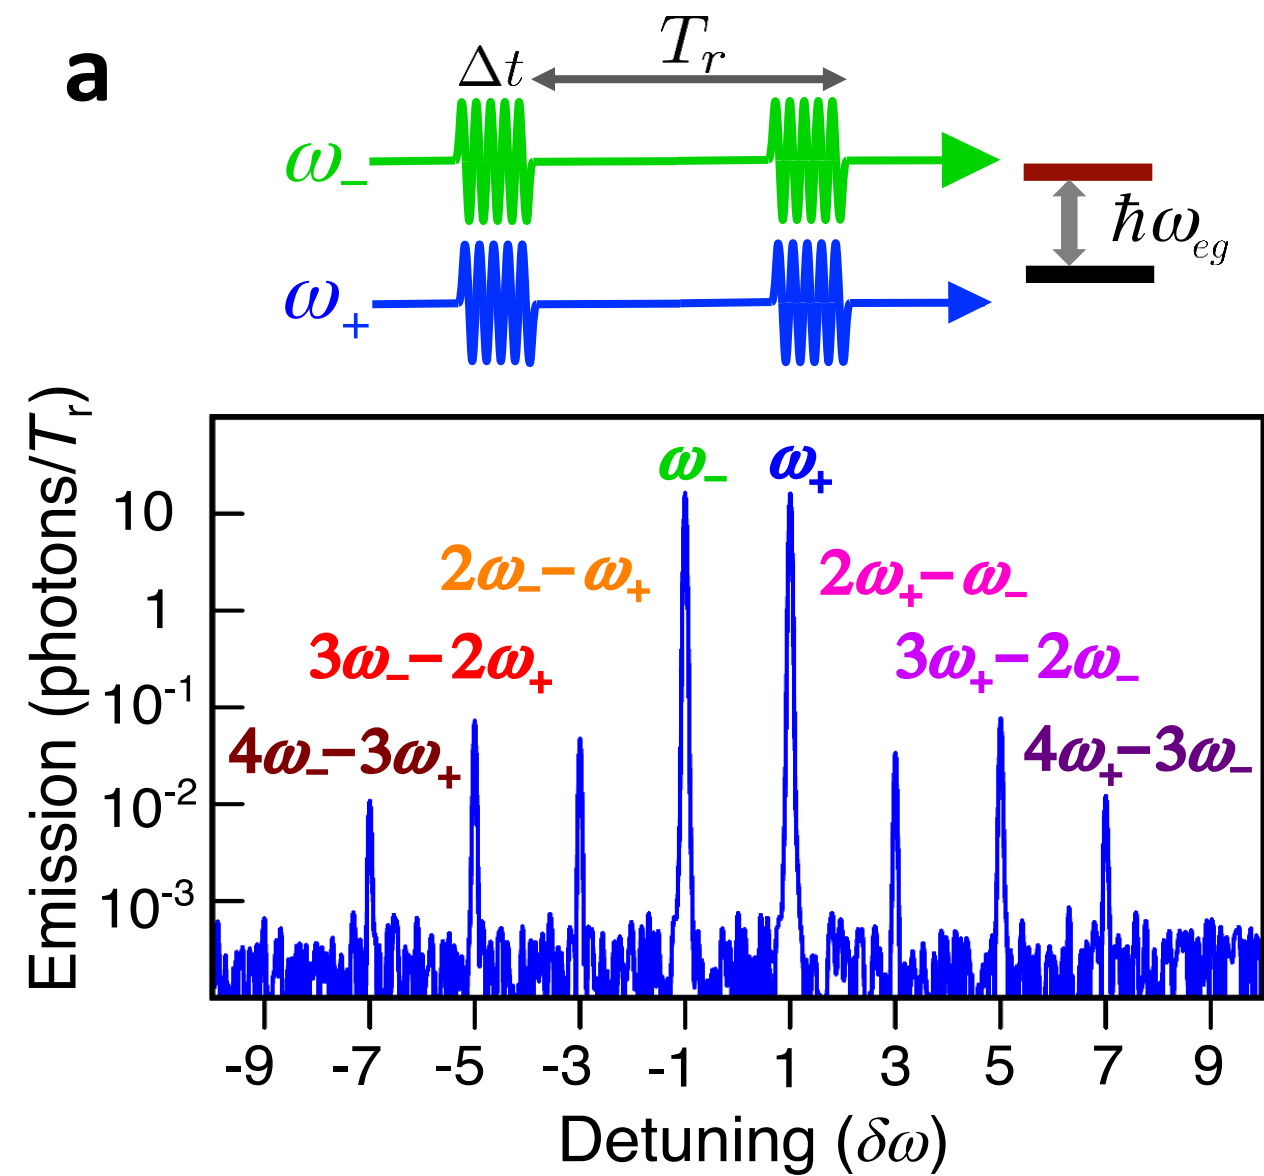 a
Δt
T_r
ω_−
ħω_eg
ω_+
Emission (photons/T_r)
10
1
10^-1
10^-2
10^-3
ω_− ω_+
2ω_−−ω_+ 2ω_+−ω_−
3ω_−−2ω_+ 3ω_+−2ω_−
4ω_−−3ω_+ 4ω_+−3ω_−
-9 -7 -5 -3 -1 1 3 5 7 9
Detuning (δω)